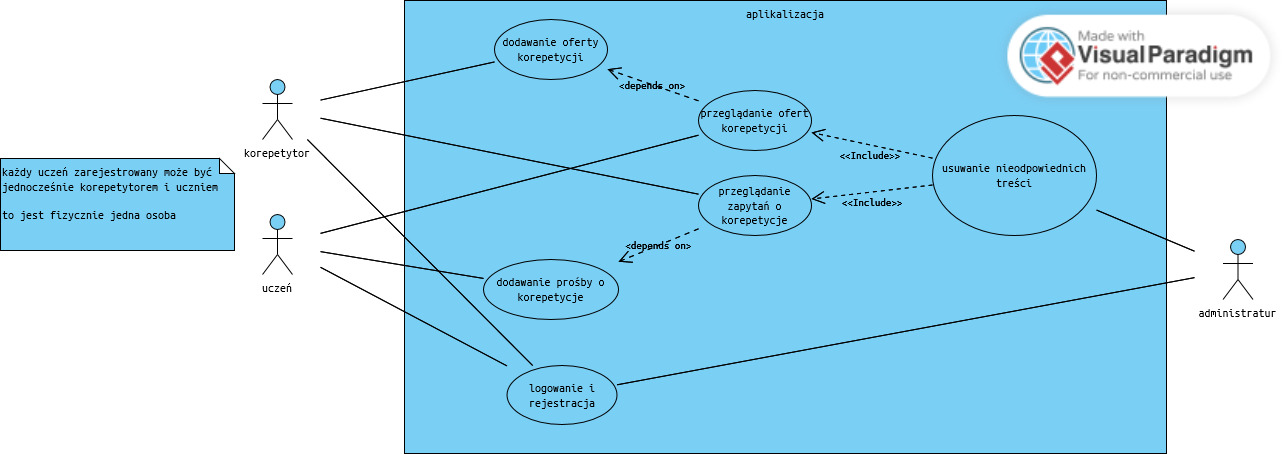 aplikalizacja
Made with
Visual Paradigm
For non-commercial use
dodawanie oferty
korepetycji
<depends on>
przeglądanie ofert
korepetycji
<<Include>>
usuwanie nieodpowiednich
treści
korepetytor
każdy uczeń zarejestrowany może być
jednocześnie korepetytorem i uczniem
to jest fizycznie jedna osoba
przeglądanie
zapytań o
korepetycje
<<Include>>
<depends on>
uczeń
dodawanie prośby o
korepetycje
administratur
logowanie i
rejestracja